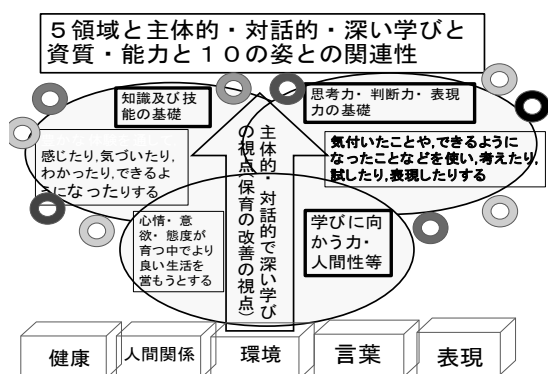 ５領域と主体的・対話的・深い学びと
資質・能力と１０の姿との関連性
知識及び技
能の基礎
思考力・判断力・表現
力の基礎
感じたり,気づいたり,
わかったり,できるよ
うになったりする
気付いたことや,できるように
なったことなどを使い,考えたり,
試したり,表現したりする
主体的・対話的で深い学び
の視点（保育の改善の視点）
心情・意
欲・態度が
育つ中でより
良い生活を
営もうとする
学びに向
かう力・
人間性等
健康
人間関係
環境
言葉
表現